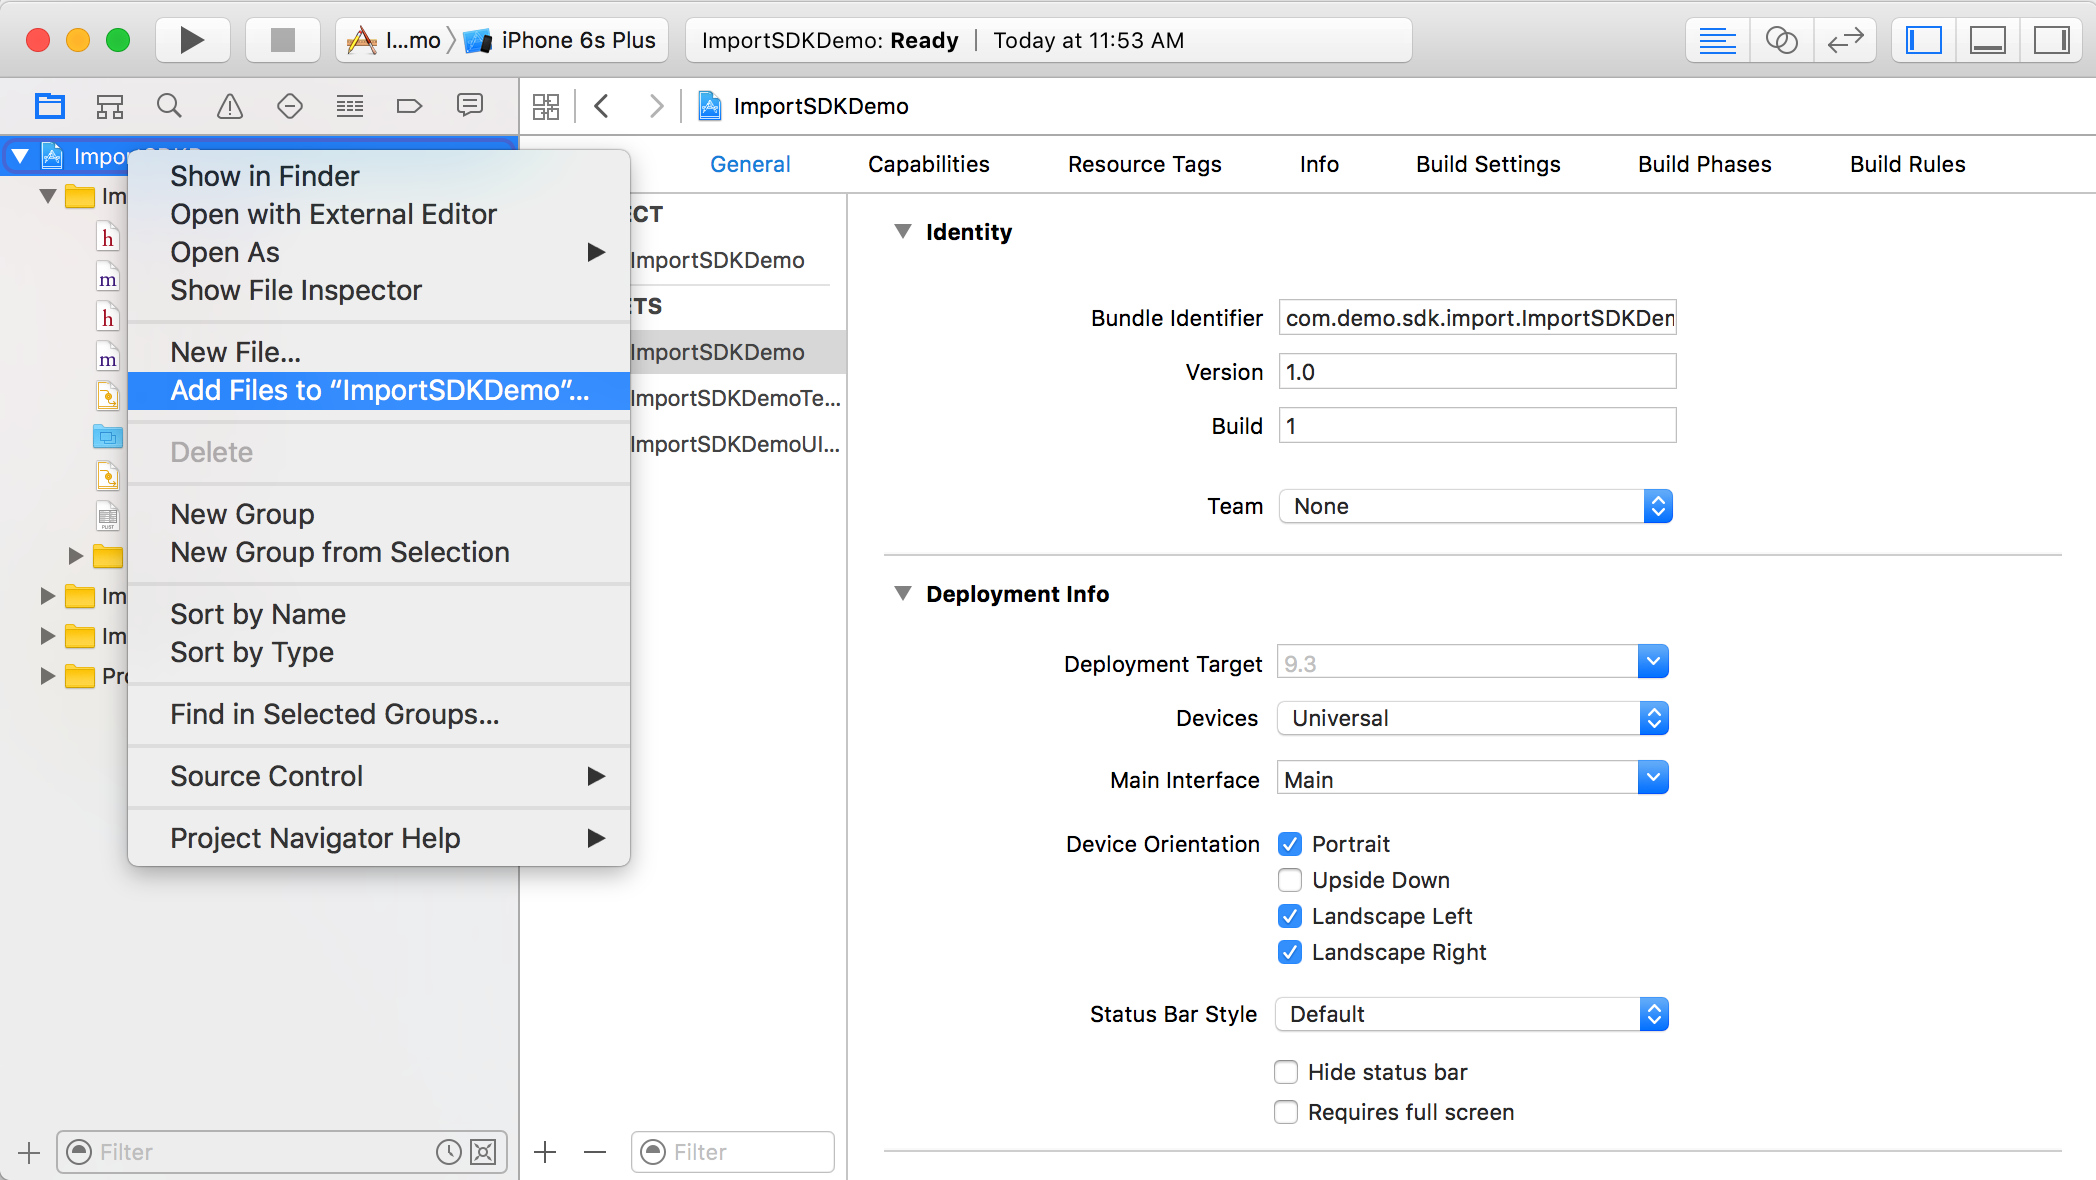 I...mo iPhone 6s Plus ImportSDKDemo: Ready Today at 11:53 AM
ImportSDKDemo
General Capabilities Resource Tags Info Build Settings Build Phases Build Rules
Show in Finder
Open with External Editor
Open As
Show File Inspector
New File...
Add Files to “ImportSDKDemo”...
Delete
New Group
New Group from Selection
Sort by Name
Sort by Type
Find in Selected Groups...
Source Control
Project Navigator Help
Im
h
m
h
m
PLIST
Im
Im
Filter
CT
ImportSDKDemo
ETS
ImportSDKDemo
ImportSDKDemoTe...
ImportSDKDemoUI...
Filter
Identity
Bundle Identifier com.demo.sdk.import.ImportSDKDem
Version 1.0
Build 1
Team None
Deployment Info
Deployment Target 9.3
Devices Universal
Main Interface Main
Device Orientation Portrait
Upside Down
Landscape Left
Landscape Right
Status Bar Style Default
Hide status bar
Requires full screen